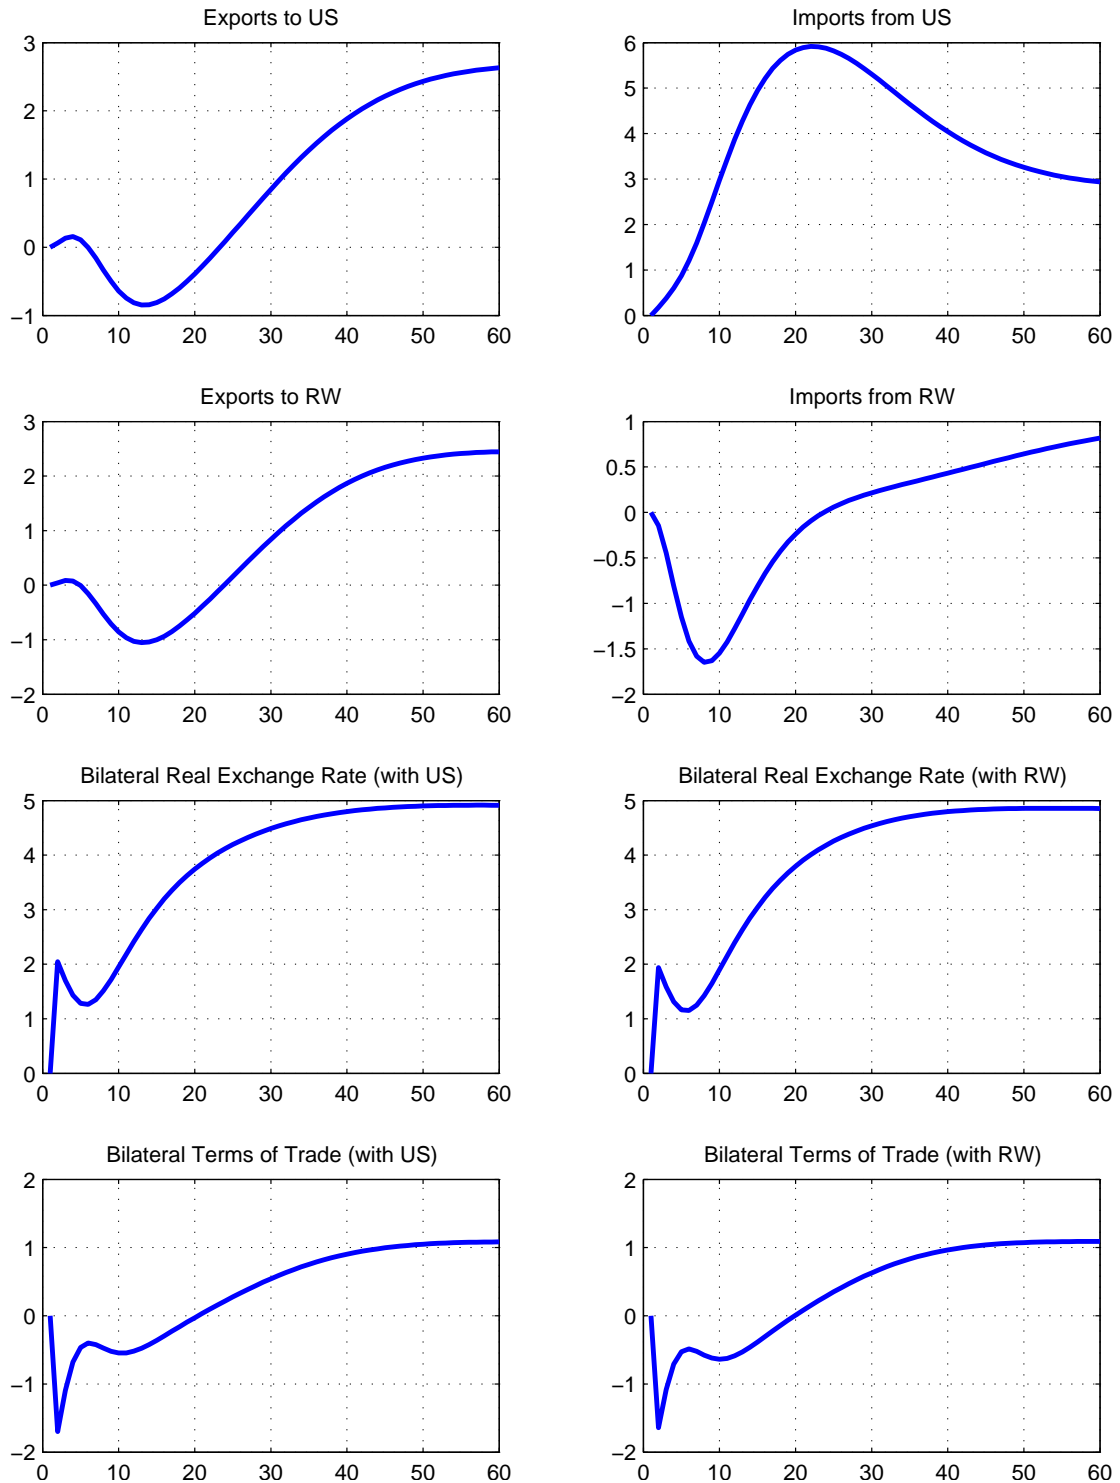 Exports to US
3
2
1
0
−1
0 10 20 30 40 50 60
Imports from US
6
5
4
3
2
1
0
0 10 20 30 40 50 60
Exports to RW
3
2
1
0
−1
−2
0 10 20 30 40 50 60
Imports from RW
1
0.5
0
−0.5
−1
−1.5
−2
0 10 20 30 40 50 60
Bilateral Real Exchange Rate (with US)
5
4
3
2
1
0
0 10 20 30 40 50 60
Bilateral Real Exchange Rate (with RW)
5
4
3
2
1
0
0 10 20 30 40 50 60
Bilateral Terms of Trade (with US)
2
1
0
−1
−2
0 10 20 30 40 50 60
Bilateral Terms of Trade (with RW)
2
1
0
−1
−2
0 10 20 30 40 50 60